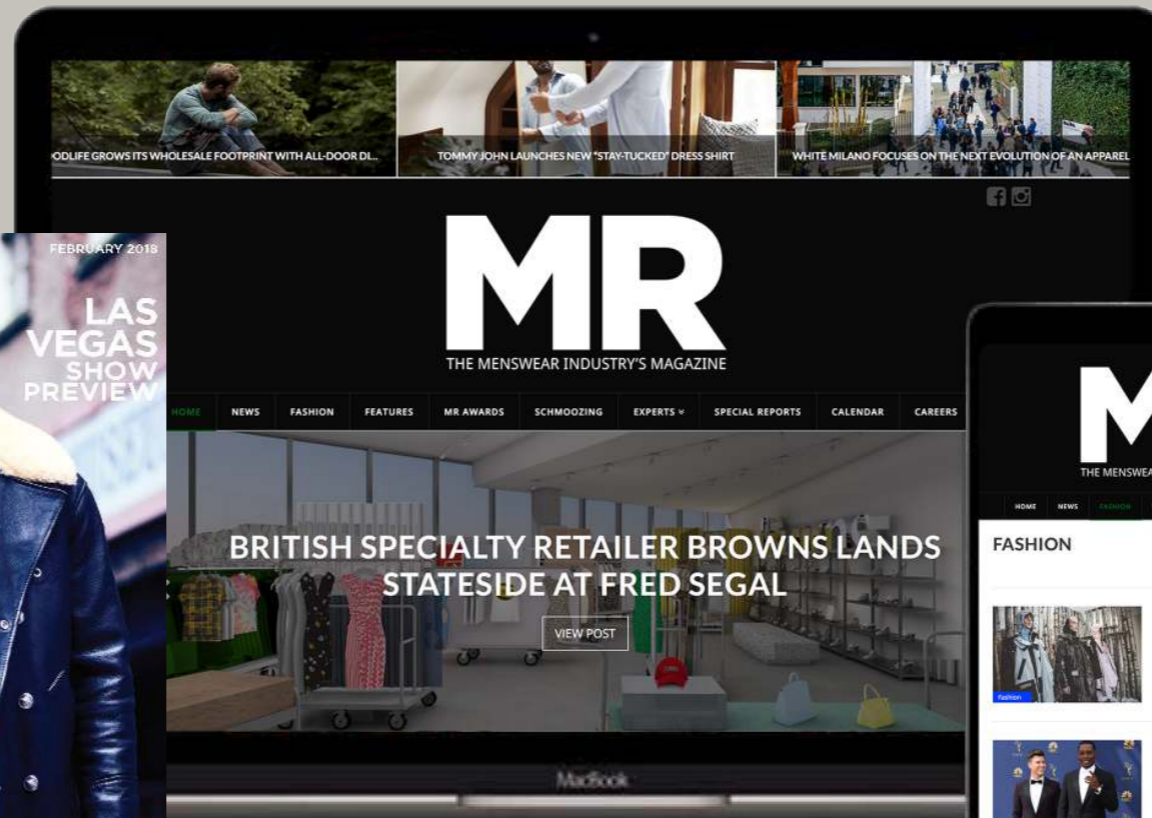 ODLIFE GROWS ITS WHOLESALE FOOTPRINT WITH ALL-DOOR DI...
TOMMY JOHN LAUNCHES NEW "STAY-TUCKED" DRESS SHIRT
WHITE MILANO FOCUSES ON THE NEXT EVOLUTION OF AN APPAREL
MR
THE MENSWEAR INDUSTRY'S MAGAZINE
FEBRUARY 2018
LAS
VEGAS
SHOW
PREVIEW
HOME NEWS FASHION FEATURES MR AWARDS SCHMOOZING EXPERTS SPECIAL REPORTS CALENDAR CAREERS
BRITISH SPECIALTY RETAILER BROWNS LANDS
STATESIDE AT FRED SEGAL
VIEW POST
MacBook
M
THE MENSWEA
HOME NEWS FASHION
FASHION
fashion